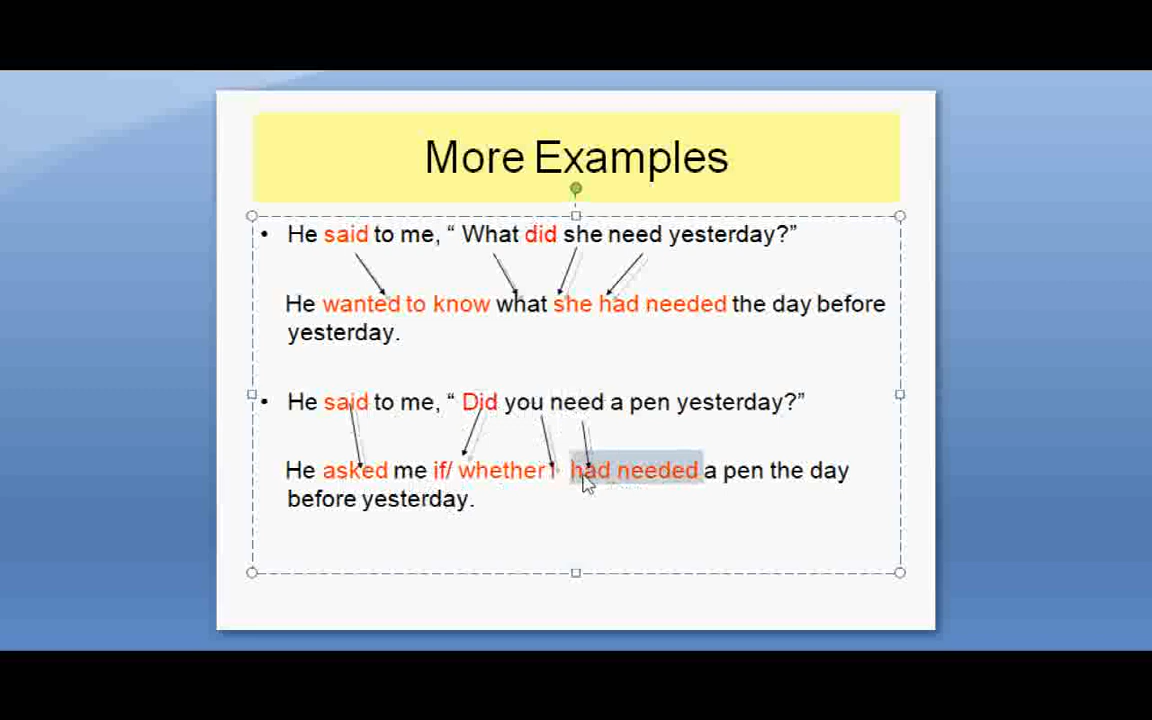 More Examples
• He said to me, “ What did she need yesterday?”
He wanted to know what she had needed the day before
yesterday.
• He said to me, “ Did you need a pen yesterday?”
He asked me if/ whether I had needed a pen the day
before yesterday.